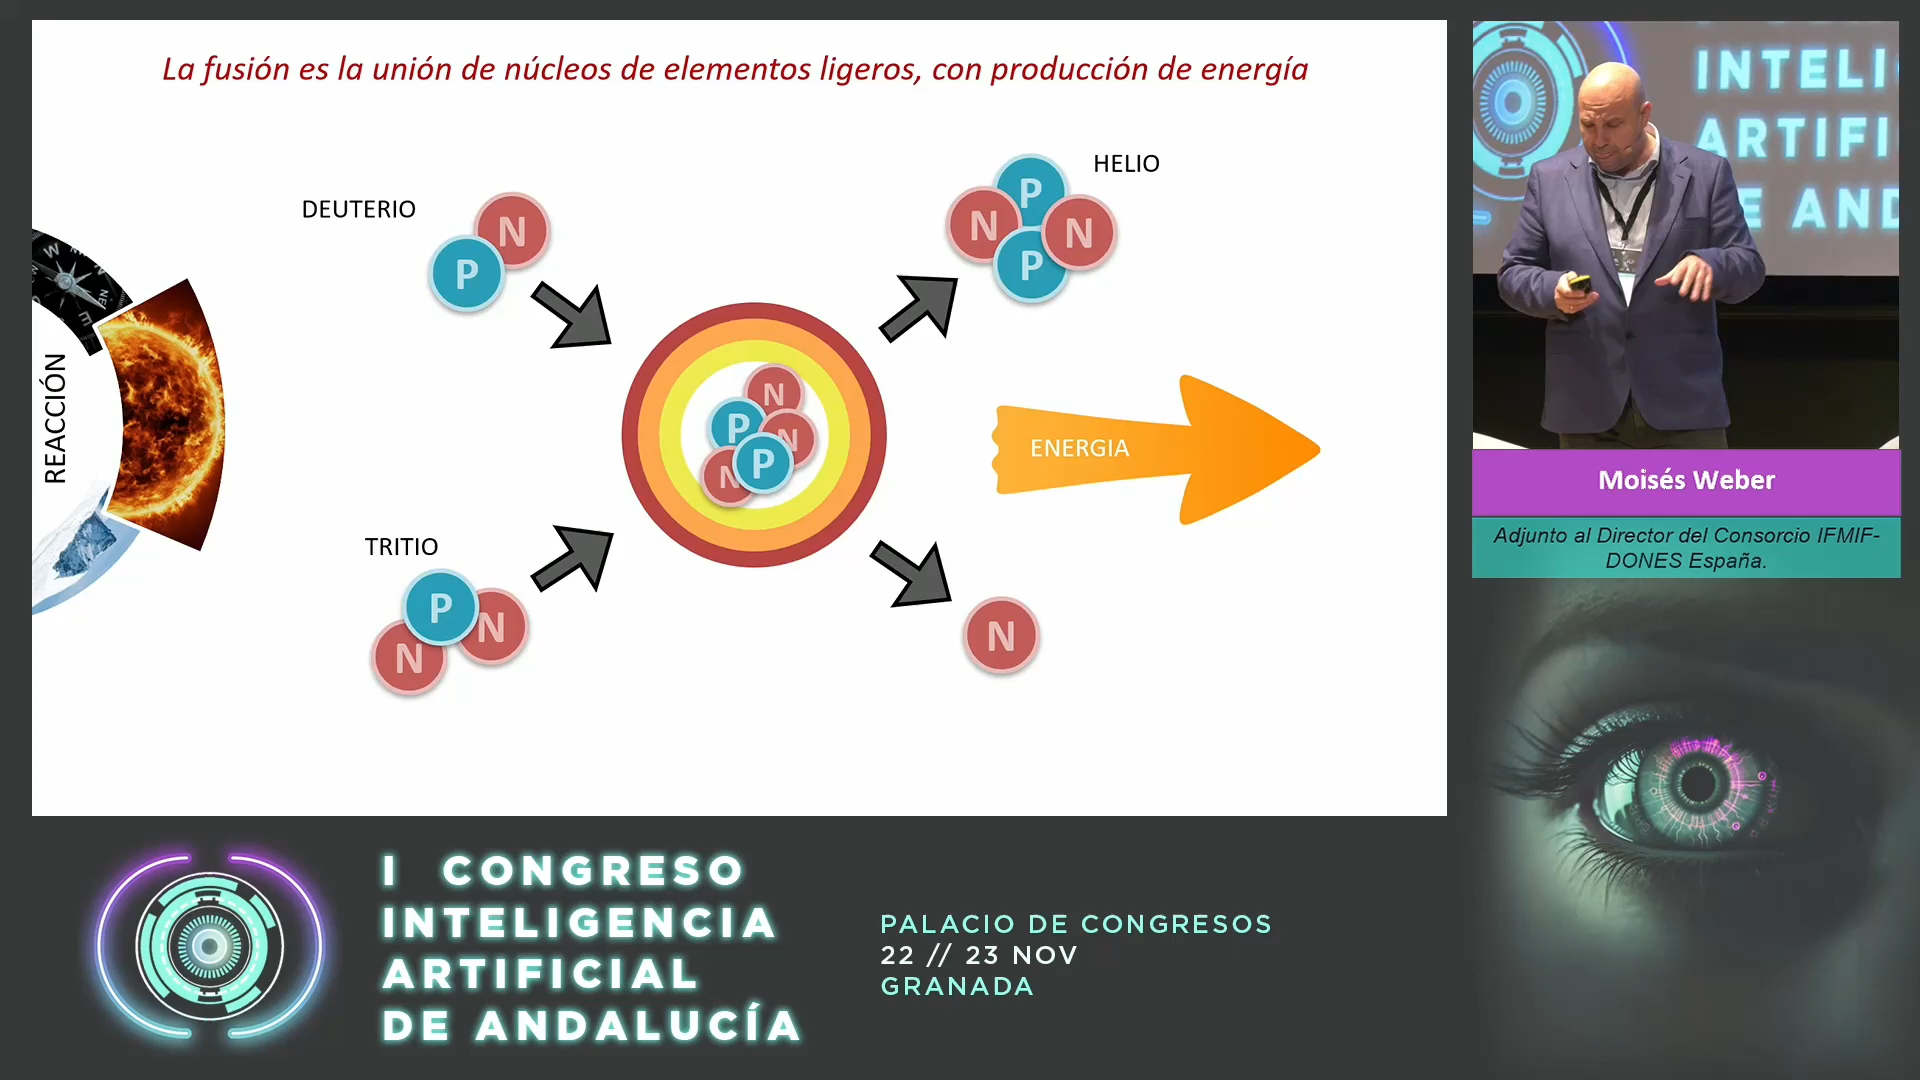 La fusión es la unión de núcleos de elementos ligeros, con producción de energía
HELIO
DEUTERIO
P
N
P
N
N
P
REACCIÓN
N
P
N
P
N
ENERGIA
TRITIO
P
N
N
N
INTELI
ARTIFI
E AND
Moisés Weber
Adjunto al Director del Consorcio IFMIF-
DONES España.
I CONGRESO
INTELIGENCIA
ARTIFICIAL
DE ANDALUCÍA
PALACIO DE CONGRESOS
22 // 23 NOV
GRANADA